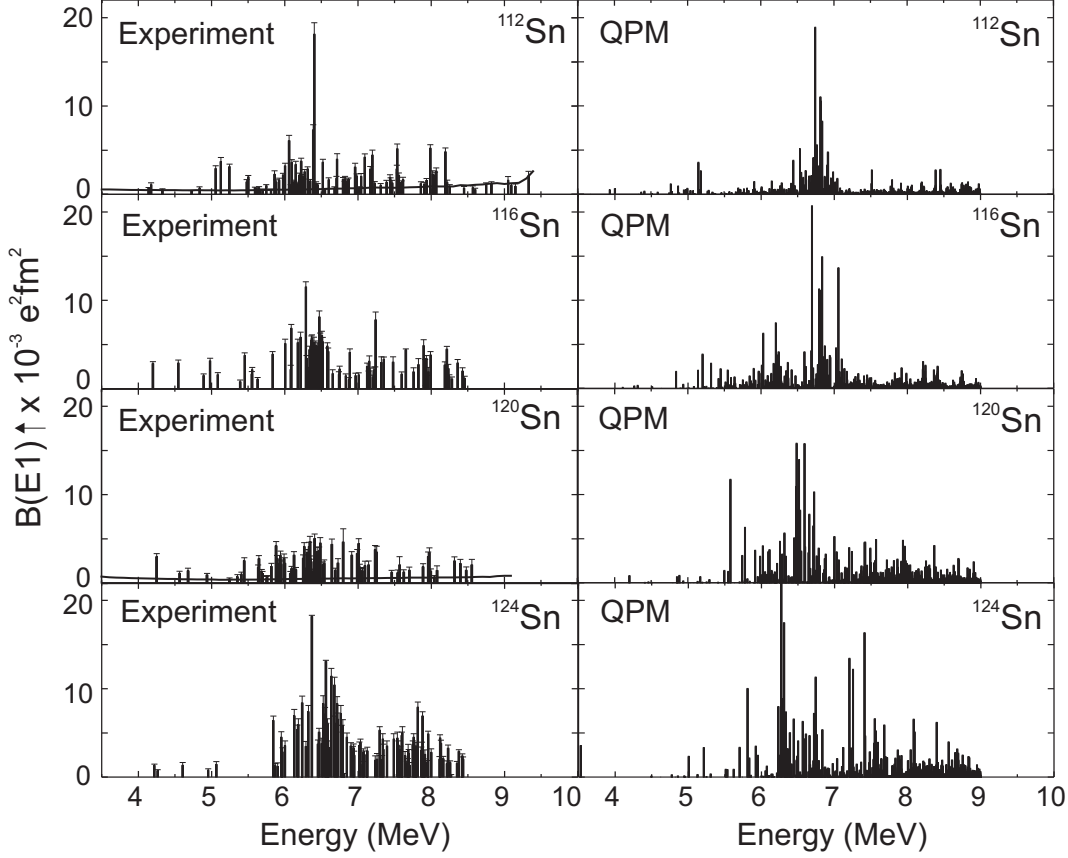 20
10
0
Experiment
¹¹²Sn
QPM
¹¹²Sn
20
10
0
Experiment
¹¹⁶Sn
QPM
¹¹⁶Sn
20
10
0
Experiment
¹²⁰Sn
QPM
¹²⁰Sn
20
10
0
Experiment
¹²⁴Sn
QPM
¹²⁴Sn
B(E1)↑ x 10⁻³ e²fm²
4 5 6 7 8 9 10
4 5 6 7 8 9 10
Energy (MeV)
Energy (MeV)